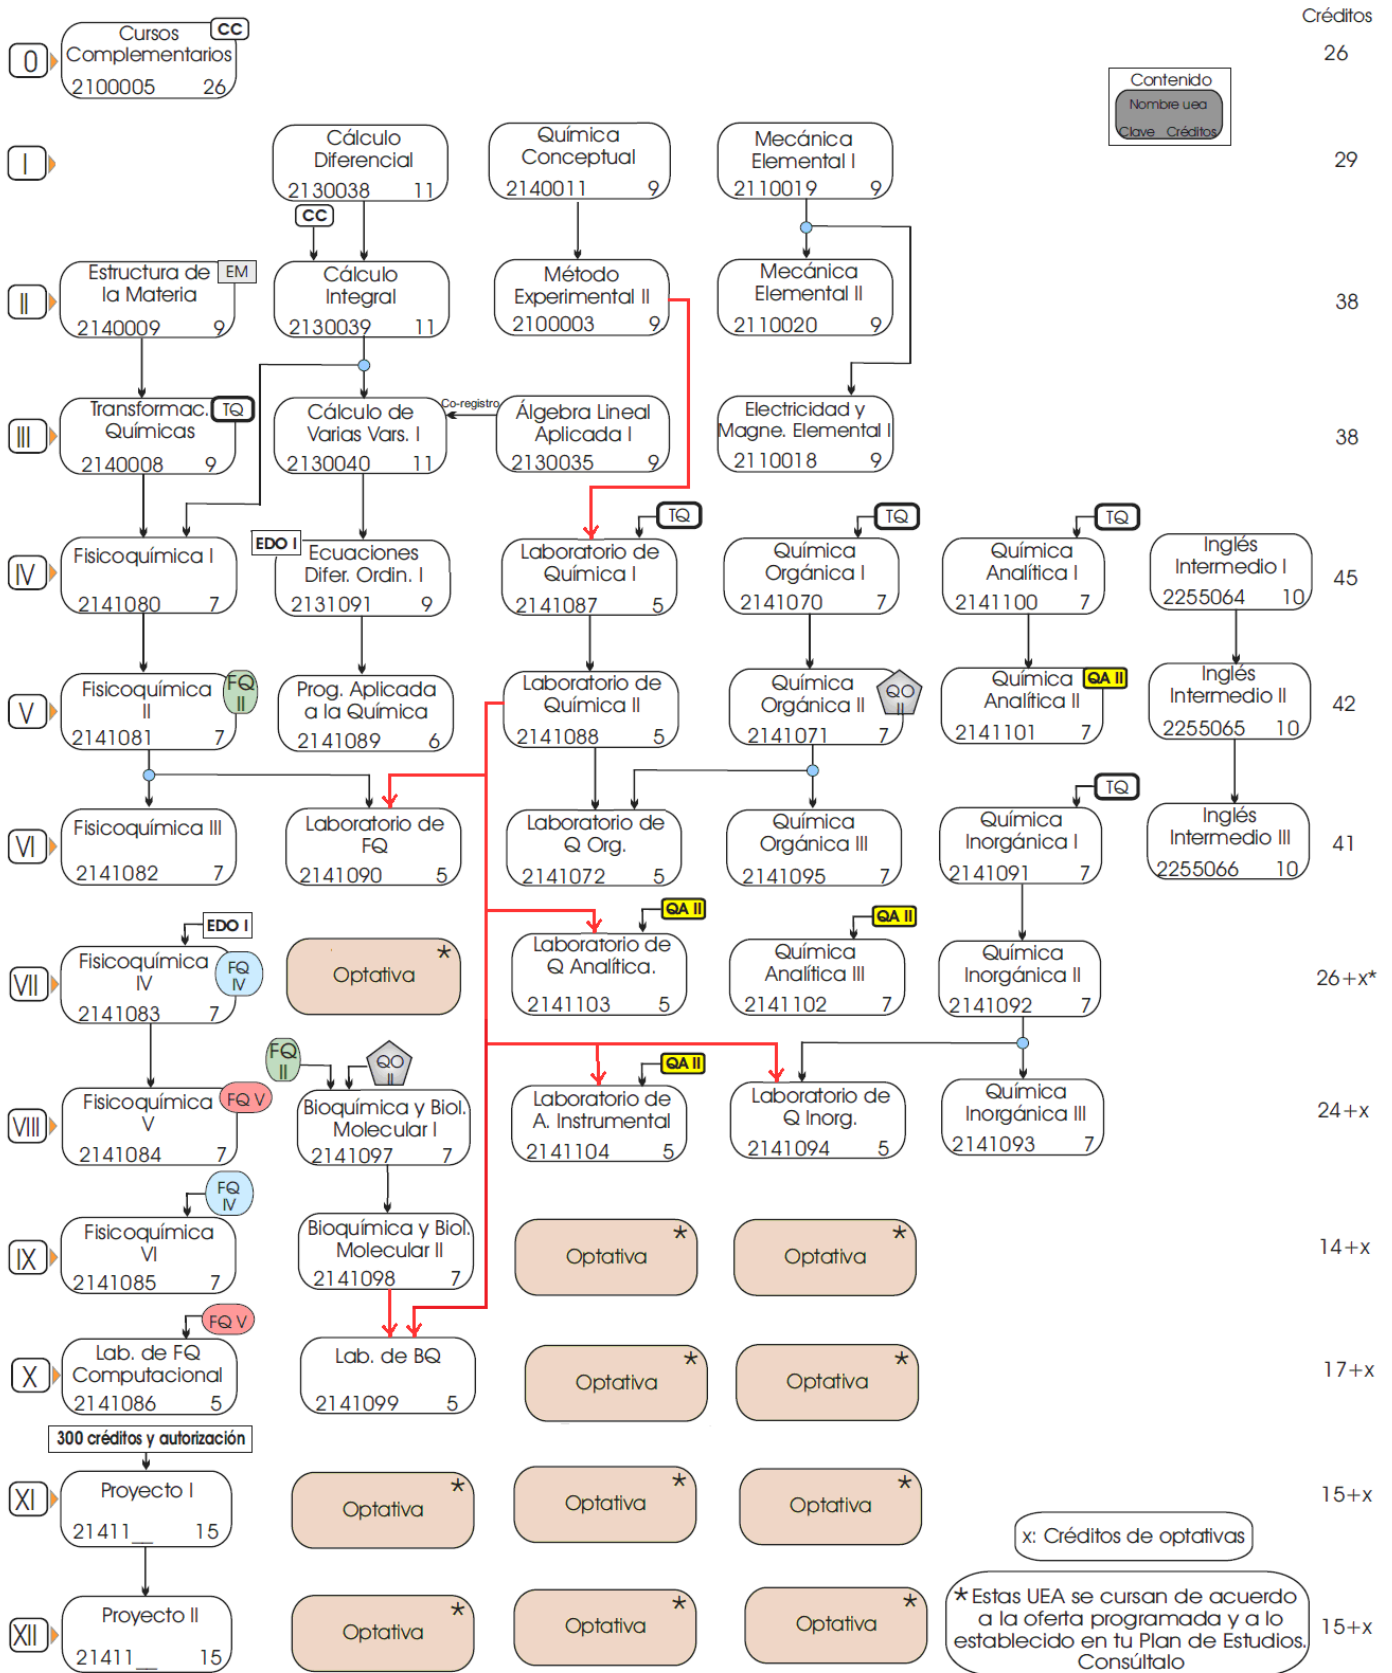 Créditos
Cursos CC
Complementarios
2100005 26
0
26
Contenido
Nombre uea
Clave Créditos
I
Cálculo
Diferencial
2130038 11
Química
Conceptual
2140011 9
Mecánica
Elemental I
2110019 9
29
CC
II
Estructura de EM
la Materia
2140009 9
Cálculo
Integral
2130039 11
Método
Experimental II
2100003 9
Mecánica
Elemental II
2110020 9
38
III
Transformac. TQ
Químicas
2140008 9
Cálculo de
Varias Vars. I
2130040 11
Co-registro
Álgebra Lineal
Aplicada I
2130035 9
Electricidad y
Magne. Elemental I
2110018 9
38
TQ
TQ
TQ
IV
Fisicoquímica I
2141080 7
EDO I
Ecuaciones
Difer. Ordin. I
2131091 9
Laboratorio de
Química I
2141087 5
Química
Orgánica I
2141070 7
Química
Analítica I
2141100 7
Inglés
Intermedio I
2255064 10
45
V
Fisicoquímica
II
2141081 7
FQ
II
Prog. Aplicada
a la Química
2141089 6
Laboratorio de
Química II
2141088 5
Química
Orgánica II
2141071 7
QO
II
Química
Analítica II
2141101 7
QA II
Inglés
Intermedio II
2255065 10
42
TQ
VI
Fisicoquímica III
2141082 7
Laboratorio de
FQ
2141090 5
Laboratorio de
Q Org.
2141072 5
Química
Orgánica III
2141095 7
Química
Inorgánica I
2141091 7
Inglés
Intermedio III
2255066 10
41
EDO I
QA II
QA II
VII
Fisicoquímica
IV
2141083 7
FQ
IV
Optativa *
Laboratorio de
Q Analítica.
2141103 5
Química
Analítica III
2141102 7
Química
Inorgánica II
2141092 7
26+x*
FQ
II
QO
II
QA II
VIII
Fisicoquímica
V
2141084 7
FQ V
Bioquímica y Biol.
Molecular I
2141097 7
Laboratorio de
A. Instrumental
2141104 5
Laboratorio de
Q Inorg.
2141094 5
Química
Inorgánica III
2141093 7
24+x
FQ
IV
IX
Fisicoquímica
VI
2141085 7
Bioquímica y Biol.
Molecular II
2141098 7
Optativa *
Optativa *
14+x
FQ V
X
Lab. de FQ
Computacional
2141086 5
Lab. de BQ
2141099 5
Optativa *
Optativa *
17+x
300 créditos y autorización
XI
Proyecto I
21411__ 15
Optativa *
Optativa *
Optativa *
15+x
x: Créditos de optativas
XII
Proyecto II
21411__ 15
Optativa *
Optativa *
Optativa *
* Estas UEA se cursan de acuerdo
a la oferta programada y a lo
establecido en tu Plan de Estudios.
Consúltalo
15+x